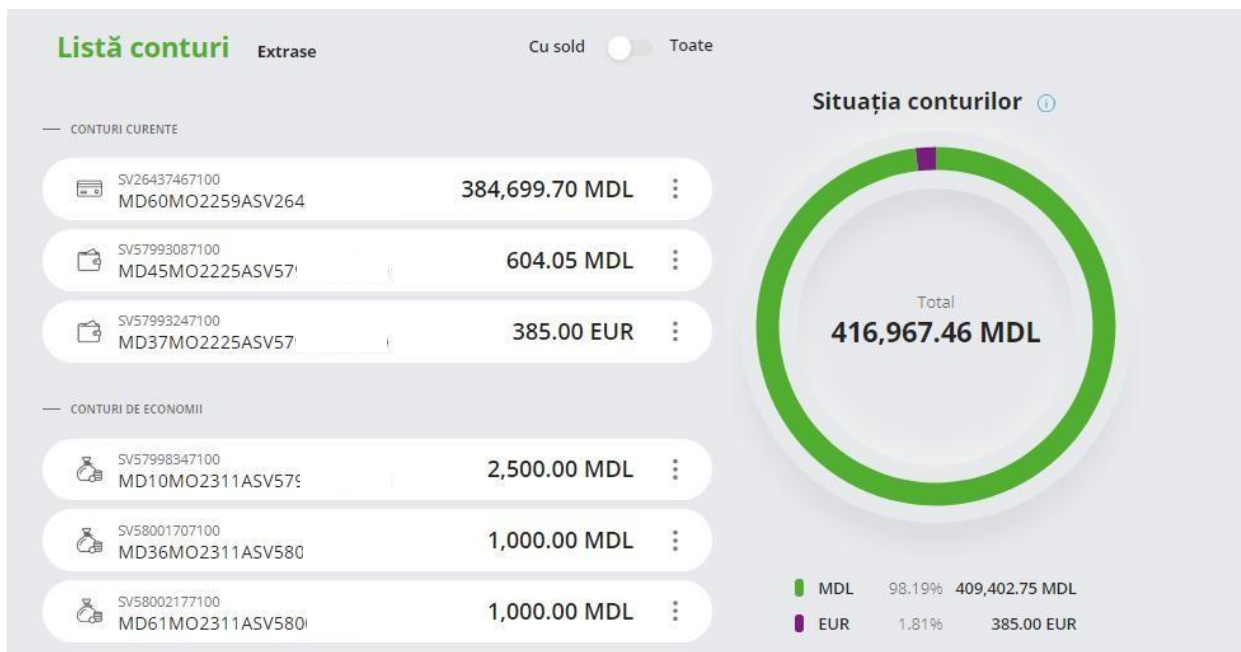 Listă conturi Extrase Cu sold Toate
CONTURI CURENTE
SV26437467100
MD60MO2259ASV264
384,699.70 MDL
SV57993087100
MD45MO2225ASV57
604.05 MDL
SV57993247100
MD37MO2225ASV57
385.00 EUR
CONTURI DE ECONOMII
SV57998347100
MD10MO2311ASV579
2,500.00 MDL
SV58001707100
MD36MO2311ASV580
1,000.00 MDL
SV58002177100
MD61MO2311ASV580
1,000.00 MDL
Situația conturilor
Total
416,967.46 MDL
MDL 98.19% 409,402.75 MDL
EUR 1.81% 385.00 EUR